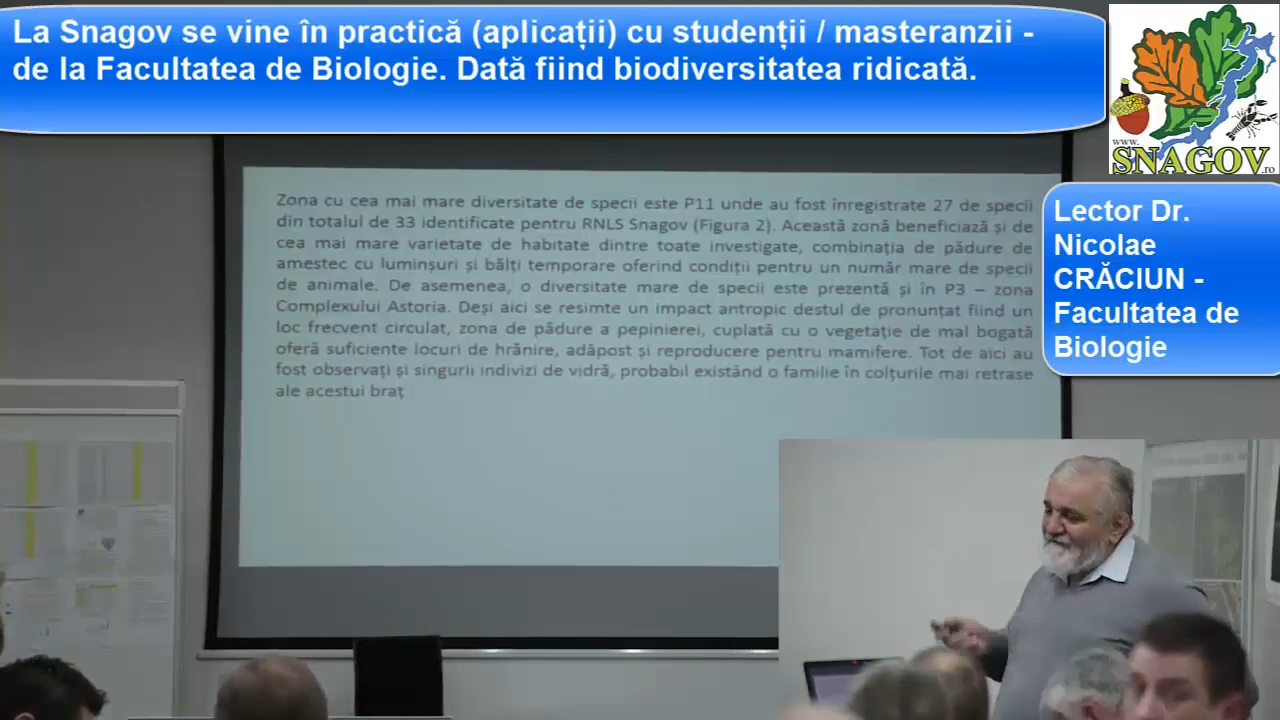 La Snagov se vine în practică (aplicații) cu studenții / masteranzii -
de la Facultatea de Biologie. Dată fiind biodiversitatea ridicată.
www.
SNAGOV.ro
Lector Dr.
Nicolae
CRĂCIUN -
Facultatea de
Biologie
Zona cu cea mai mare diversitate de specii este P11 unde au fost înregistrate 27 de specii
din totalul de 33 identificate pentru RNLS Snagov (Figura 2). Această zonă beneficiază și de
cea mai mare varietate de habitate dintre toate investigate, combinația de pădure de
amestec cu luminșuri și bălți temporare oferind condiții pentru un număr mare de specii
de animale. De asemenea, o diversitate mare de specii este prezentă și în P3 – zona
Complexului Astoria. Deși aici se resimte un impact antropic destul de pronunțat fiind un
loc frecvent circulat, zona de pădure a pepinierei, cuplată cu o vegetație de mal bogată
oferă suficiente locuri de hrănire, adăpost și reproducere pentru mamifere. Tot de aici au
fost observați și singurii indivizi de vidră, probabil existând o familie în colțurile mai retrase
ale acestui braț